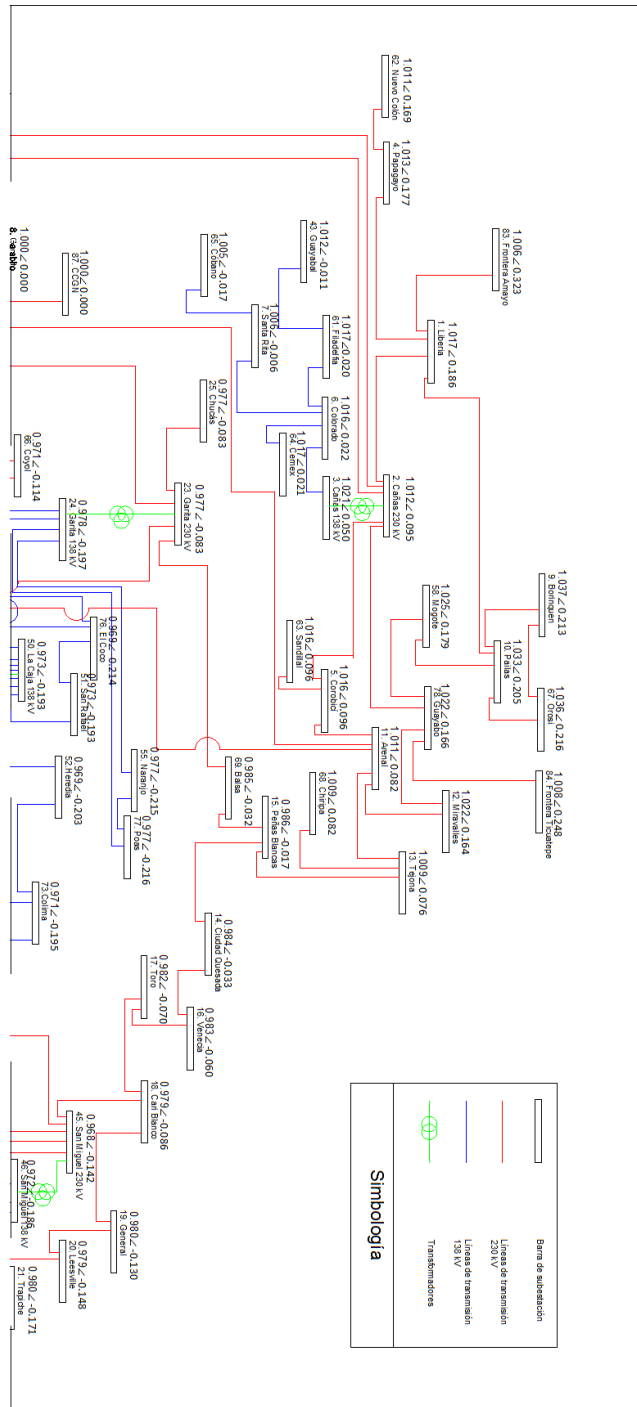 1.011∠0.169
62. Nuevo Colón
1.013∠0.177
4. Papagayo
1.006∠0.323
83. Frontera Amayo
1.017∠0.186
1. Liberia
1.012∠0.095
2. Cañas 230 kV
1.037∠0.213
9. Borinquen
1.033∠0.205
10. Pailas
1.036∠0.216
67. Orosi
1.025∠0.179
58. Mogote
1.022∠0.166
78. Guayabo
1.008∠0.248
84. Frontera Ticuatepe
1.022∠0.164
12. Miravalles
1.011∠0.082
11. Arenal
1.009∠0.076
13. Tejona
1.012∠-0.011
43. Guayabal
1.005∠-0.017
65. Cobano
1.006∠-0.006
7. Santa Rita
1.017∠0.020
61. Filadelfia
1.016∠0.022
6. Colorado
1.017∠0.021
64. Cemex
1.021∠0.050
3. Cañas 138 kV
1.016∠0.096
63. Sandillal
1.016∠0.096
5. Corobicí
1.009∠0.082
68. Chiripa
1.000∠0.000
87. CCGN
1.000∠0.000
8. Garabito
0.977∠-0.083
25. Chucás
0.977∠-0.083
23. Garita 230 kV
0.971∠-0.114
66. Coyol
0.978∠-0.197
24. Garita 138 kV
0.969∠-0.214
76. El Coco
0.973∠-0.193
50. La Caja 138 kV
0.973∠-0.193
51. San Rafael
0.969∠-0.203
52. Heredia
0.971∠-0.195
73. Colima
0.977∠-0.215
55. Naranjo
0.977∠-0.216
77. Poas
0.985∠-0.032
69. Balsa
0.986∠-0.017
15. Peñas Blancas
0.984∠-0.033
14. Ciudad Quesada
0.983∠-0.060
16. Venecia
0.982∠-0.070
17. Toro
0.979∠-0.086
18. Cari Blanco
0.968∠-0.142
45. San Miguel 230 kV
0.972∠-0.186
46. San Miguel 138 kV
0.980∠-0.130
19. General
0.979∠-0.148
20. Leesville
0.980∠-0.171
21. Trapiche
Simbología
Barra de subestación
Líneas de transmisión
230 kV
Líneas de transmisión
138 kV
Transformadores